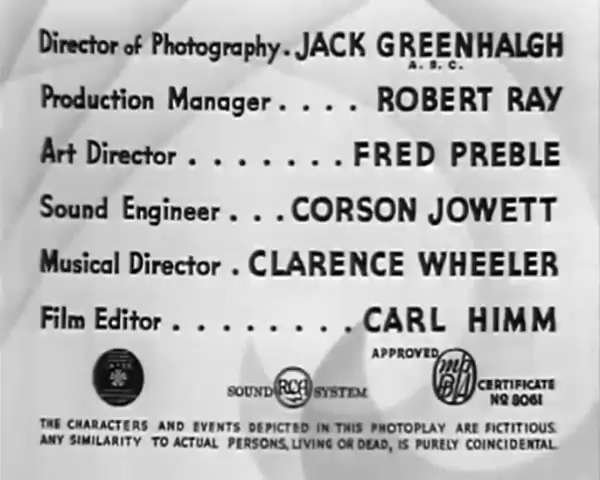 Director of Photography. JACK GREENHALGH
A. S. C.
Production Manager . . . . ROBERT RAY
Art Director . . . . . . . FRED PREBLE
Sound Engineer . . . CORSON JOWETT
Musical Director . CLARENCE WHEELER
Film Editor . . . . . . . . CARL HIMM
SOUND RCA SYSTEM
APPROVED
CERTIFICATE
Nº 8061
THE CHARACTERS AND EVENTS DEPICTED IN THIS PHOTOPLAY ARE FICTITIOUS.
ANY SIMILARITY TO ACTUAL PERSONS, LIVING OR DEAD, IS PURELY COINCIDENTAL.